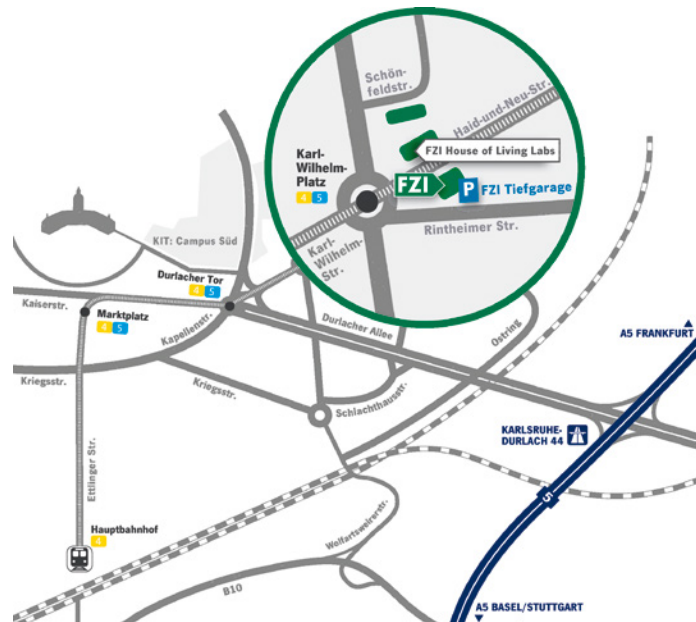 Schön-
feldstr.
Haid-und-Neu-Str.
FZI House of Living Labs
Karl-
Wilhelm-
Platz
4 5
FZI
P FZI Tiefgarage
Rintheimer Str.
Karl-
Wilhelm-
Str.
KIT: Campus Süd
Durlacher Tor
4 5
Kaiserstr.
Marktplatz
4 5
Kapellenstr.
Durlacher Allee
Ostring
A5 FRANKFURT
Kriegsstr.
Kriegsstr.
Schlachthausstr.
KARLSRUHE-
DURLACH 44
Ettlinger Str.
5
Hauptbahnhof
4
Wolfartsweirerstr.
B10
A5 BASEL/STUTTGART